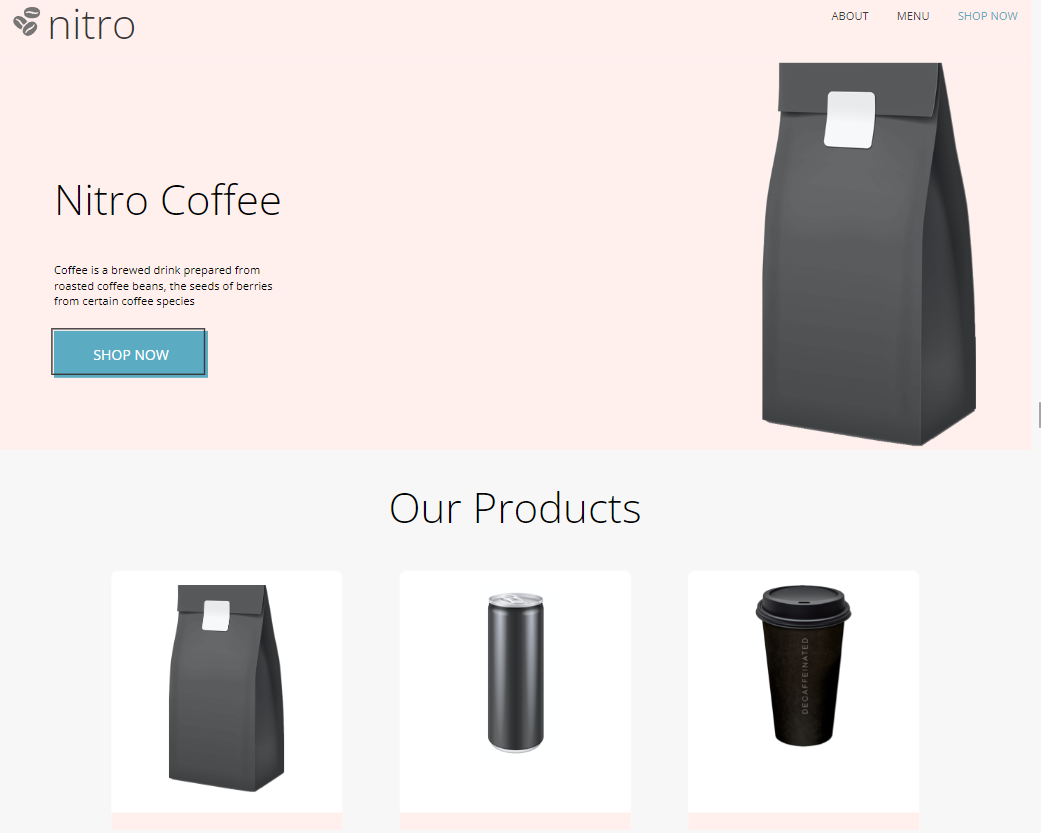 nitro
ABOUT MENU SHOP NOW
Nitro Coffee
Coffee is a brewed drink prepared from
roasted coffee beans, the seeds of berries
from certain coffee species
SHOP NOW
Our Products
DECAFFEINATED